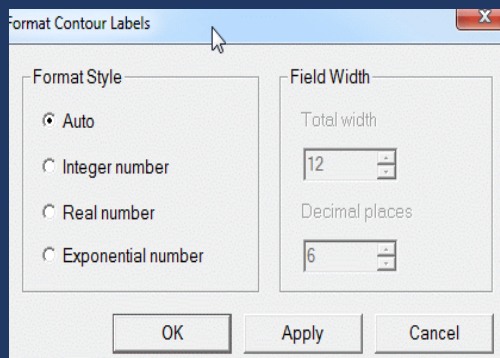 Format Contour Labels
Format Style
Auto
Integer number
Real number
Exponential number
Field Width
Total width
12
Decimal places
6
OK Apply Cancel